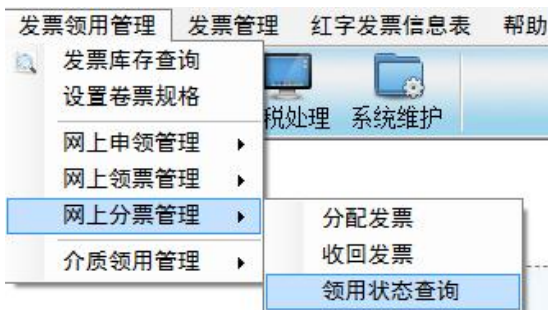 发票领用管理 发票管理 红字发票信息表 帮助
发票库存查询
设置卷票规格
税处理 系统维护
网上申领管理
网上领票管理
网上分票管理
分配发票
介质领用管理
收回发票
领用状态查询